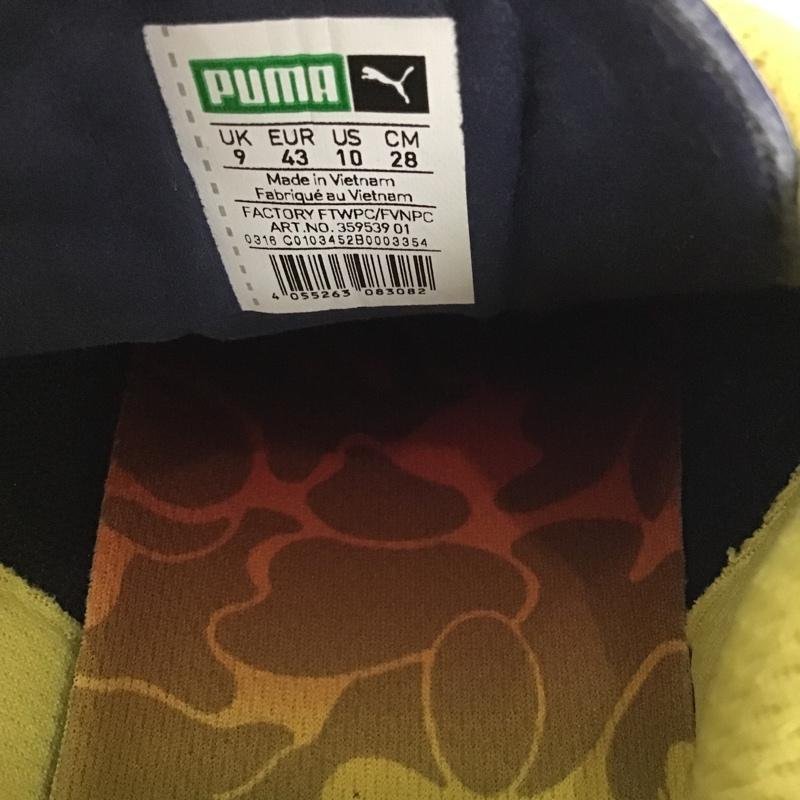 PUMA
UK EUR US CM
9 43 10 28
Made in Vietnam
Fabriqué au Vietnam
FACTORY FTWPC/FVNPC
ART.NO. 359539 01
0316 C0103452B0003354
4 055263 083082